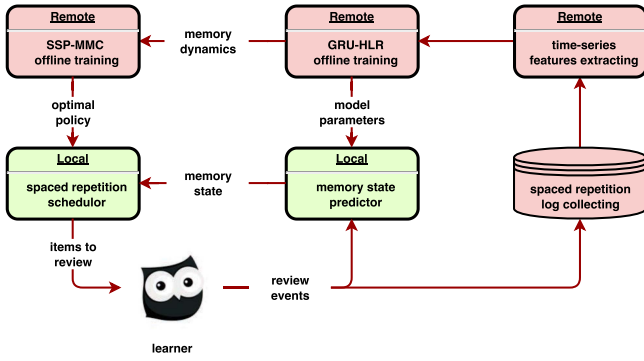 Remote
SSP-MMC
offline training
memory
dynamics
Remote
GRU-HLR
offline training
Remote
time-series
features extracting
optimal
policy
model
parameters
Local
spaced repetition
schedulor
memory
state
Local
memory state
predictor
spaced repetition
log collecting
items to
review
review
events
learner